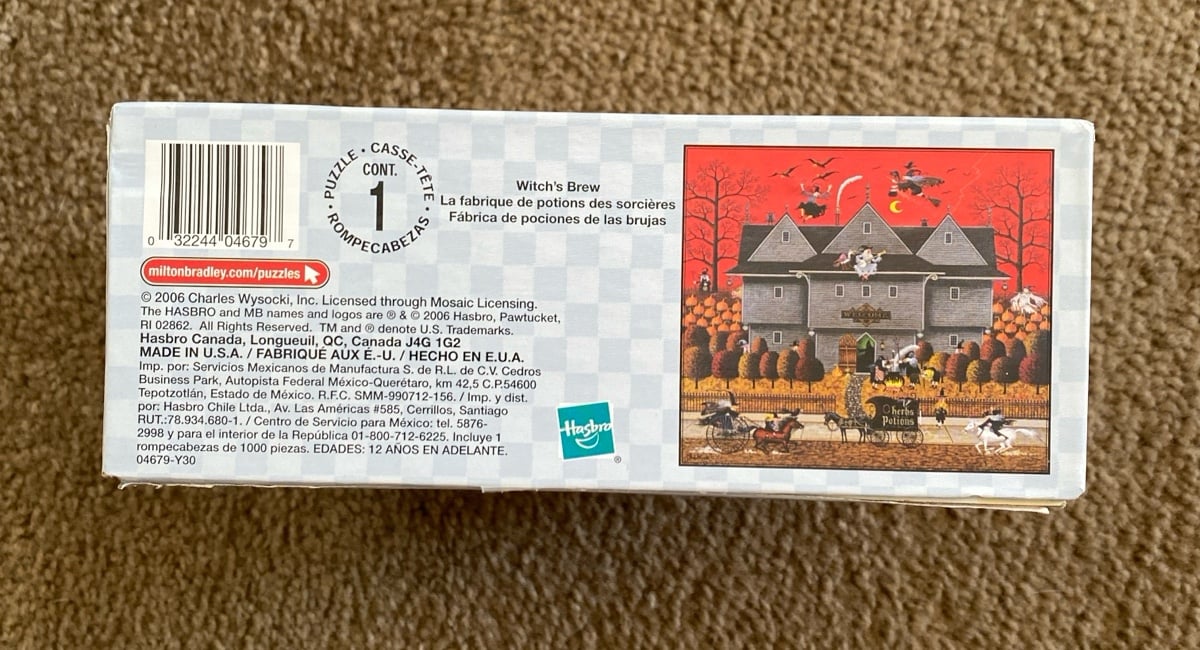 0 32244 04679 7
PUZZLE • CASSE-TÊTE • ROMPECABEZAS •
CONT.
1
Witch's Brew
La fabrique de potions des sorcières
Fábrica de pociones de las brujas
miltonbradley.com/puzzles
© 2006 Charles Wysocki, Inc. Licensed through Mosaic Licensing.
The HASBRO and MB names and logos are ® & © 2006 Hasbro, Pawtucket,
RI 02862. All Rights Reserved. TM and ® denote U.S. Trademarks.
Hasbro Canada, Longueuil, QC, Canada J4G 1G2
MADE IN U.S.A. / FABRIQUÉ AUX É.-U. / HECHO EN E.U.A.
Imp. por: Servicios Mexicanos de Manufactura S. de R.L. de C.V. Cedros
Business Park, Autopista Federal México-Querétaro, km 42,5 C.P.54600
Tepotzotlán, Estado de México. R.F.C. SMM-990712-156. / Imp. y dist.
por: Hasbro Chile Ltda., Av. Las Américas #585, Cerrillos, Santiago
RUT.:78.934.680-1. / Centro de Servicio para México: tel. 5876-
2998 y para el interior de la República 01-800-712-6225. Incluye 1
rompecabezas de 1000 piezas. EDADES: 12 AÑOS EN ADELANTE.
04679-Y30
Hasbro
®
WELCOME
herbs
Potions